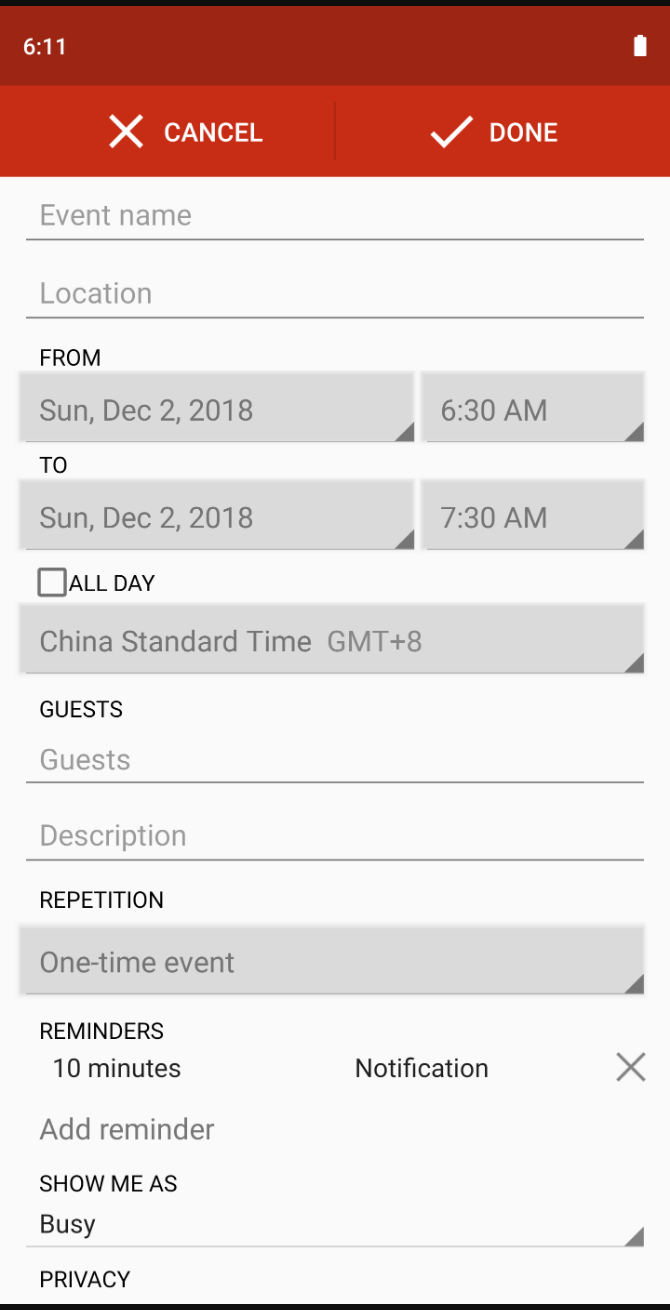 6:11
CANCEL DONE
Event name
Location
FROM
Sun, Dec 2, 2018 6:30 AM
TO
Sun, Dec 2, 2018 7:30 AM
ALL DAY
China Standard Time GMT+8
GUESTS
Guests
Description
REPETITION
One-time event
REMINDERS
10 minutes Notification
Add reminder
SHOW ME AS
Busy
PRIVACY